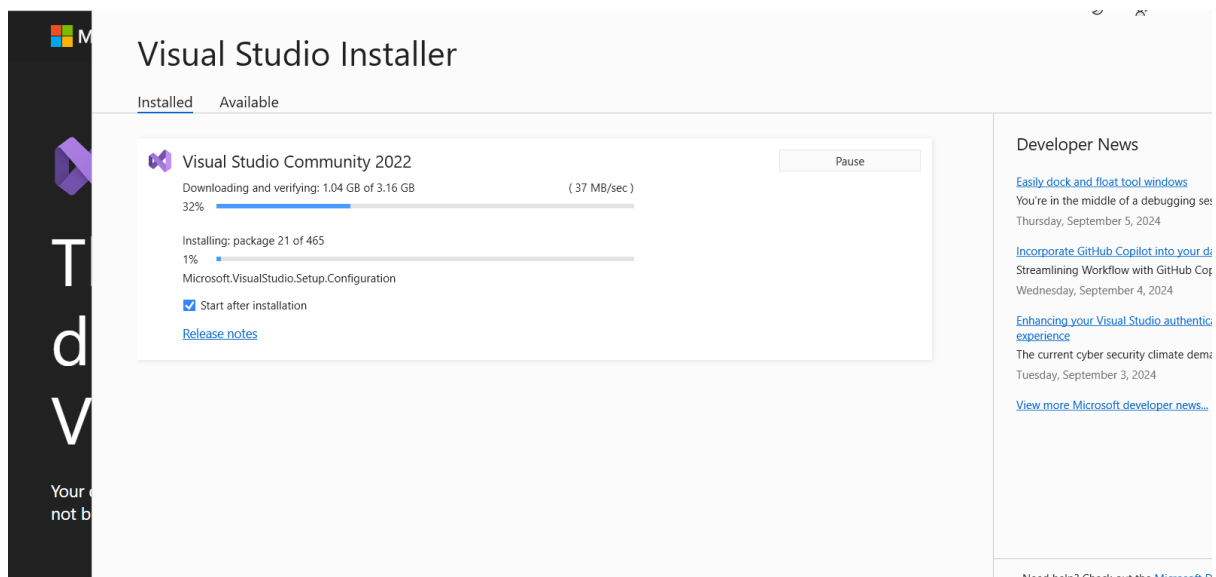 M
Visual Studio Installer
Installed Available
Visual Studio Community 2022
Pause
Downloading and verifying: 1.04 GB of 3.16 GB ( 37 MB/sec )
32%
Installing: package 21 of 465
1%
Microsoft.VisualStudio.Setup.Configuration
Start after installation
Release notes
Developer News
Easily dock and float tool windows
You're in the middle of a debugging ses
Thursday, September 5, 2024
Incorporate GitHub Copilot into your da
Streamlining Workflow with GitHub Cop
Wednesday, September 4, 2024
Enhancing your Visual Studio authentica
experience
The current cyber security climate dema
Tuesday, September 3, 2024
View more Microsoft developer news...
T
d
V
Your
not b